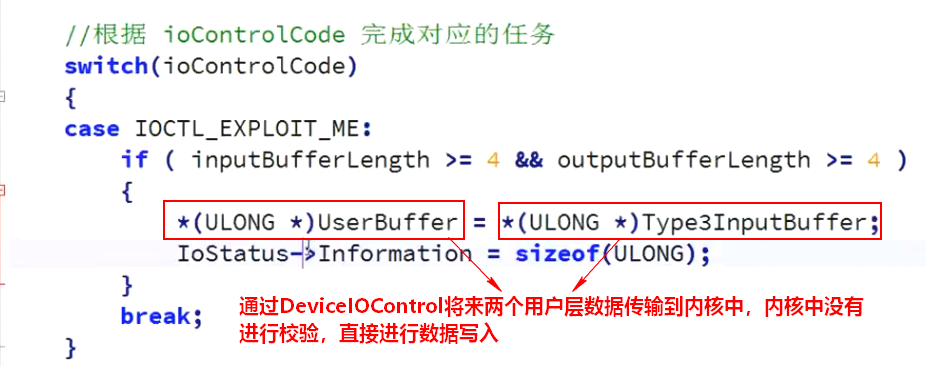 //根据 ioControlCode 完成对应的任务
switch(ioControlCode)
{
case IOCTL_EXPLOIT_ME:
if ( inputBufferLength >= 4 && outputBufferLength >= 4 )
{
*(ULONG *)UserBuffer = *(ULONG *)Type3InputBuffer;
IoStatus->Information = sizeof(ULONG);
}
break;
}
通过DeviceIOControl将来两个用户层数据传输到内核中，内核中没有
进行校验，直接进行数据写入